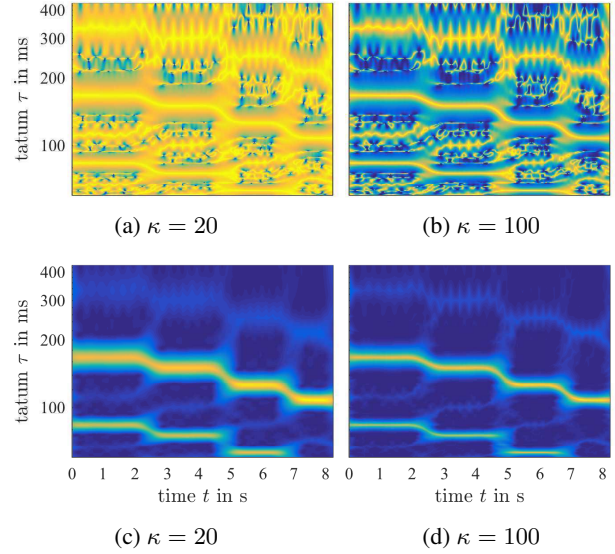 400
300
200
100
tatum τ in ms
(a) κ = 20
(b) κ = 100
400
300
200
100
tatum τ in ms
0 1 2 3 4 5 6 7 8
0 1 2 3 4 5 6 7 8
time t in s
time t in s
(c) κ = 20
(d) κ = 100